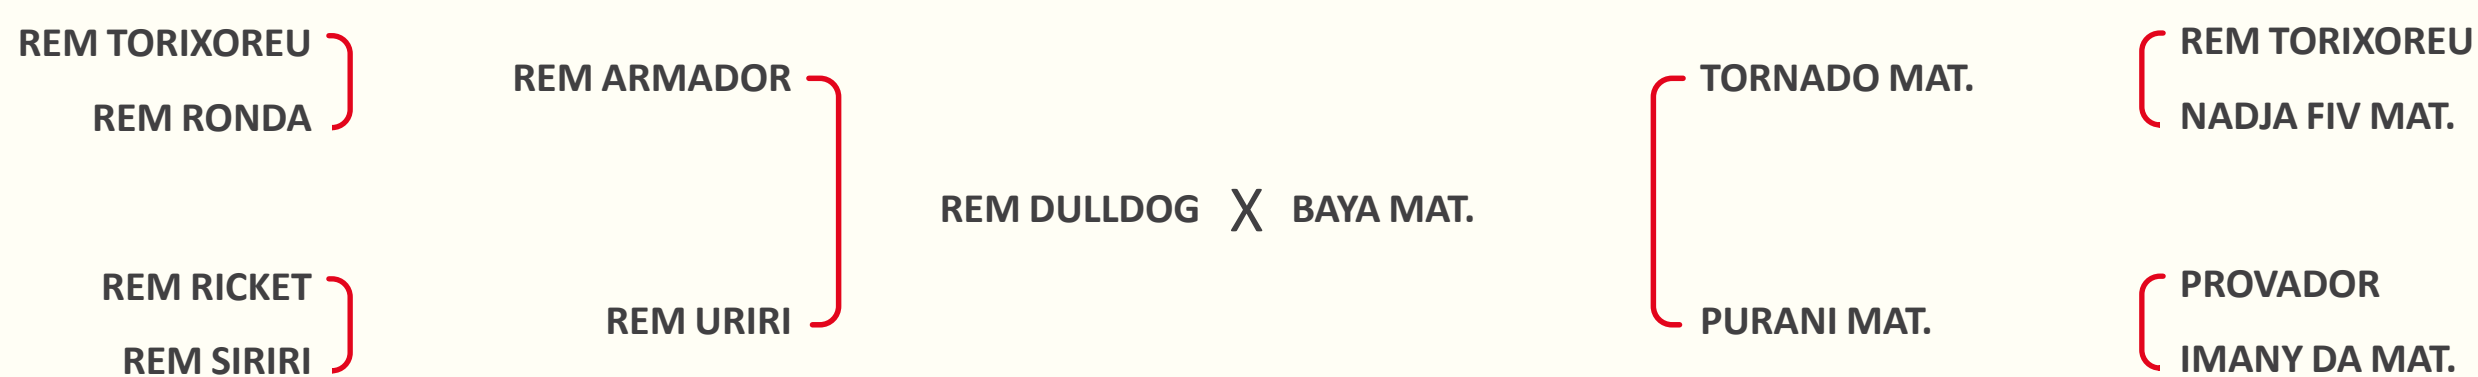 REM TORIXOREU
REM RONDA
REM ARMADOR
REM RICKET
REM SIRIRI
REM URIRI
REM DULLDOG X BAYA MAT.
TORNADO MAT.
REM TORIXOREU
NADJA FIV MAT.
PURANI MAT.
PROVADOR
IMANY DA MAT.